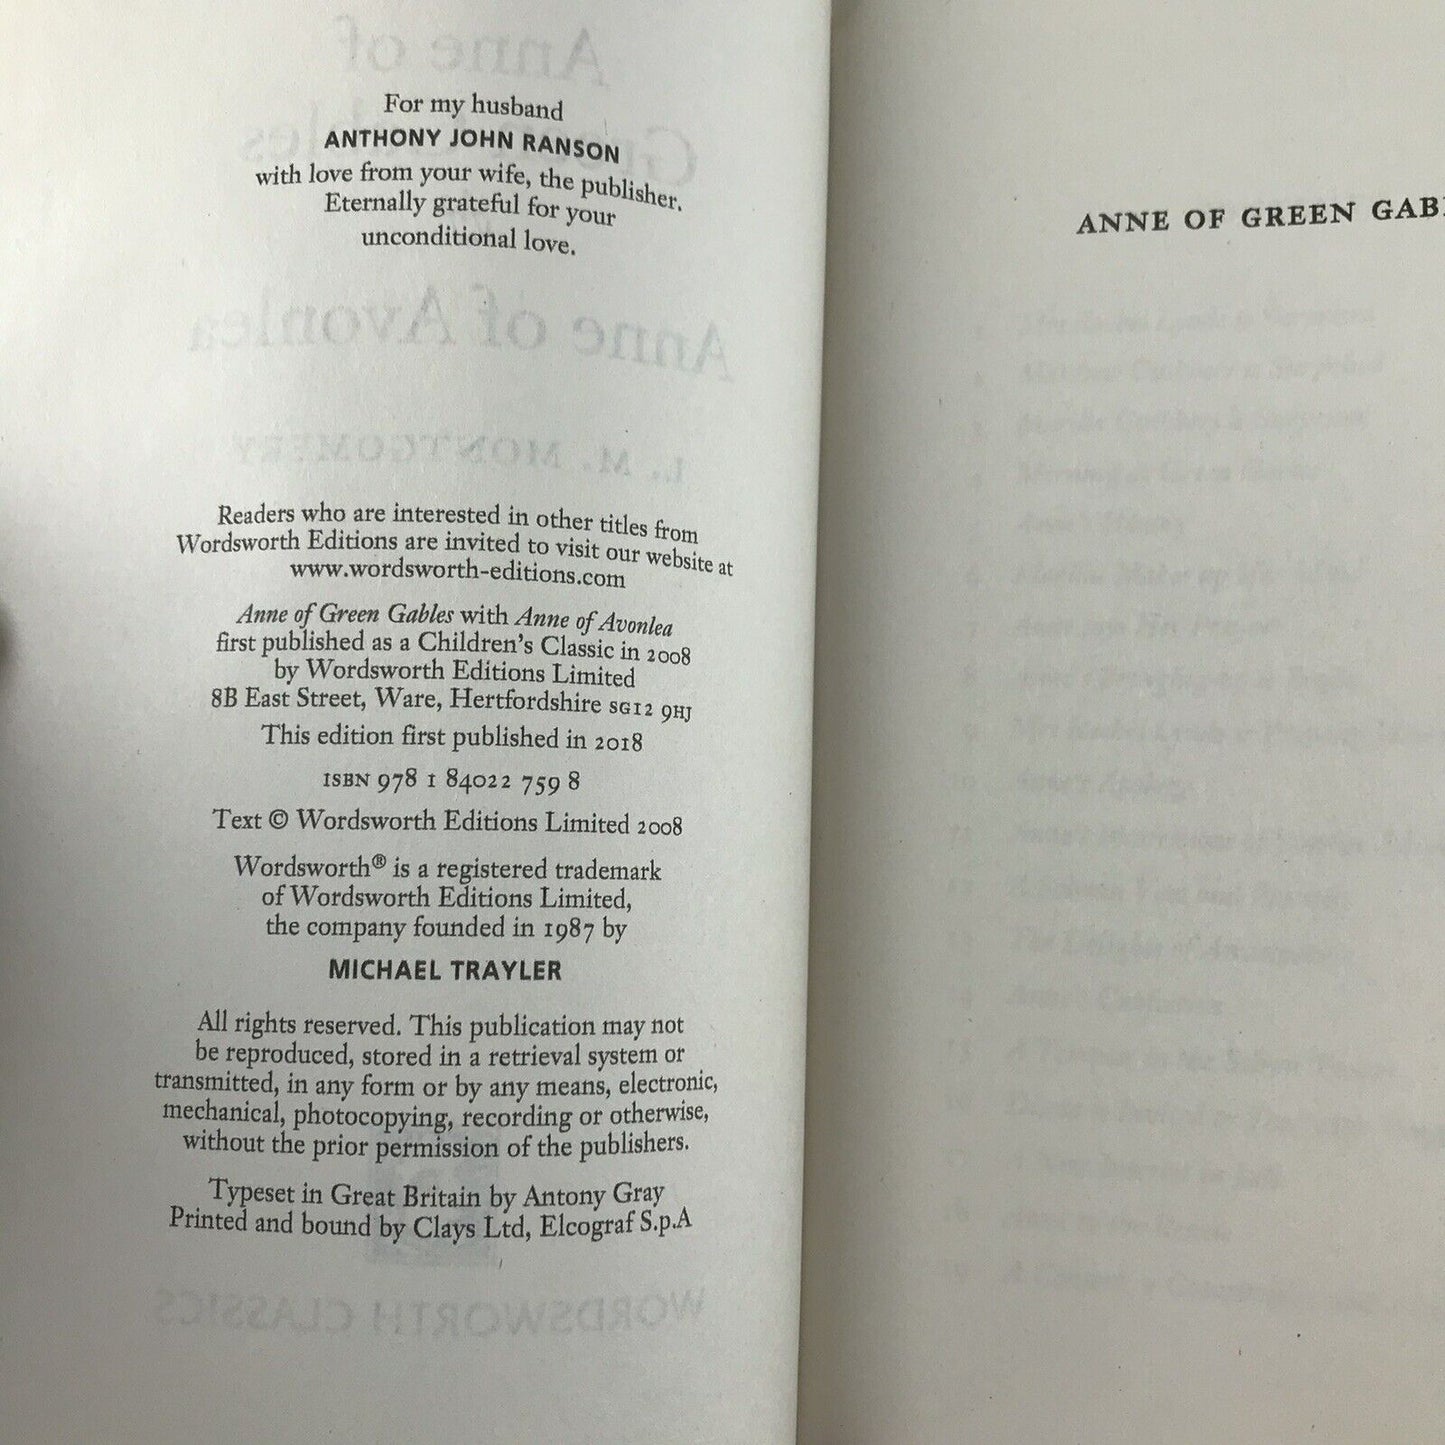 For my husband
ANTHONY JOHN RANSON
with love from your wife, the publisher.
Eternally grateful for your
unconditional love.
Readers who are interested in other titles from
Wordsworth Editions are invited to visit our website at
www.wordsworth-editions.com
Anne of Green Gables with Anne of Avonlea
first published as a Children's Classic in 2008
by Wordsworth Editions Limited
8B East Street, Ware, Hertfordshire SG12 9HJ
This edition first published in 2018
ISBN 978 1 84022 759 8
Text © Wordsworth Editions Limited 2008
Wordsworth® is a registered trademark
of Wordsworth Editions Limited,
the company founded in 1987 by
MICHAEL TRAYLER
All rights reserved. This publication may not
be reproduced, stored in a retrieval system or
transmitted, in any form or by any means, electronic,
mechanical, photocopying, recording or otherwise,
without the prior permission of the publishers.
Typeset in Great Britain by Antony Gray
Printed and bound by Clays Ltd, Elcograf S.p.A
Anne of
Anne of Avonlea
L. M. MONTGOMERY
WORDSWORTH CLASSICS
ANNE OF GREEN GAB